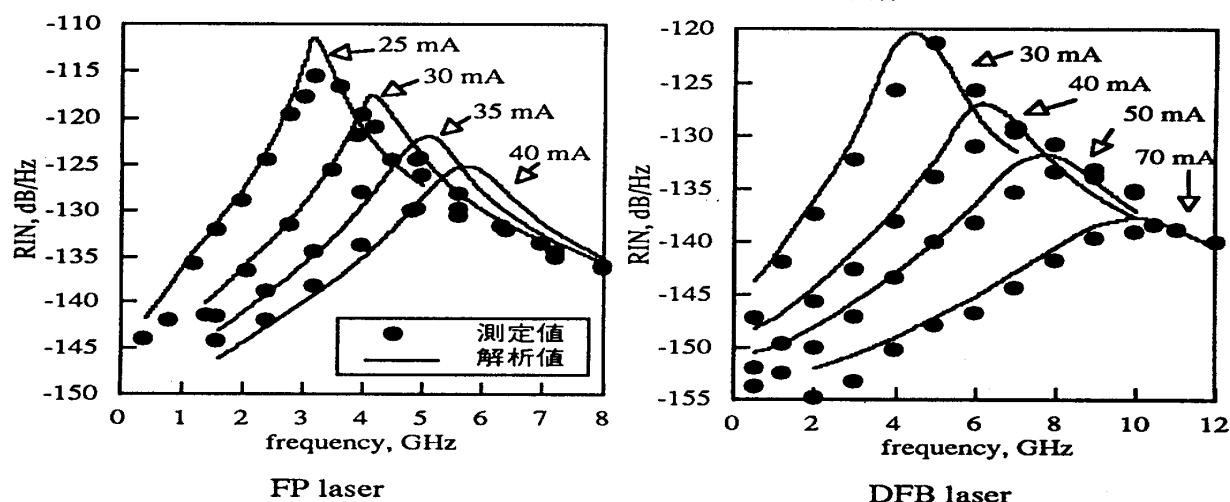 -110
-115
-120
-125
-130
-135
-140
-145
-150
RIN, dB/Hz
25 mA
30 mA
35 mA
40 mA
測定値
解析値
0 1 2 3 4 5 6 7 8
frequency, GHz
FP laser
-120
-125
-130
-135
-140
-145
-150
-155
RIN, dB/Hz
30 mA
40 mA
50 mA
70 mA
0 2 4 6 8 10 12
frequency, GHz
DFB laser